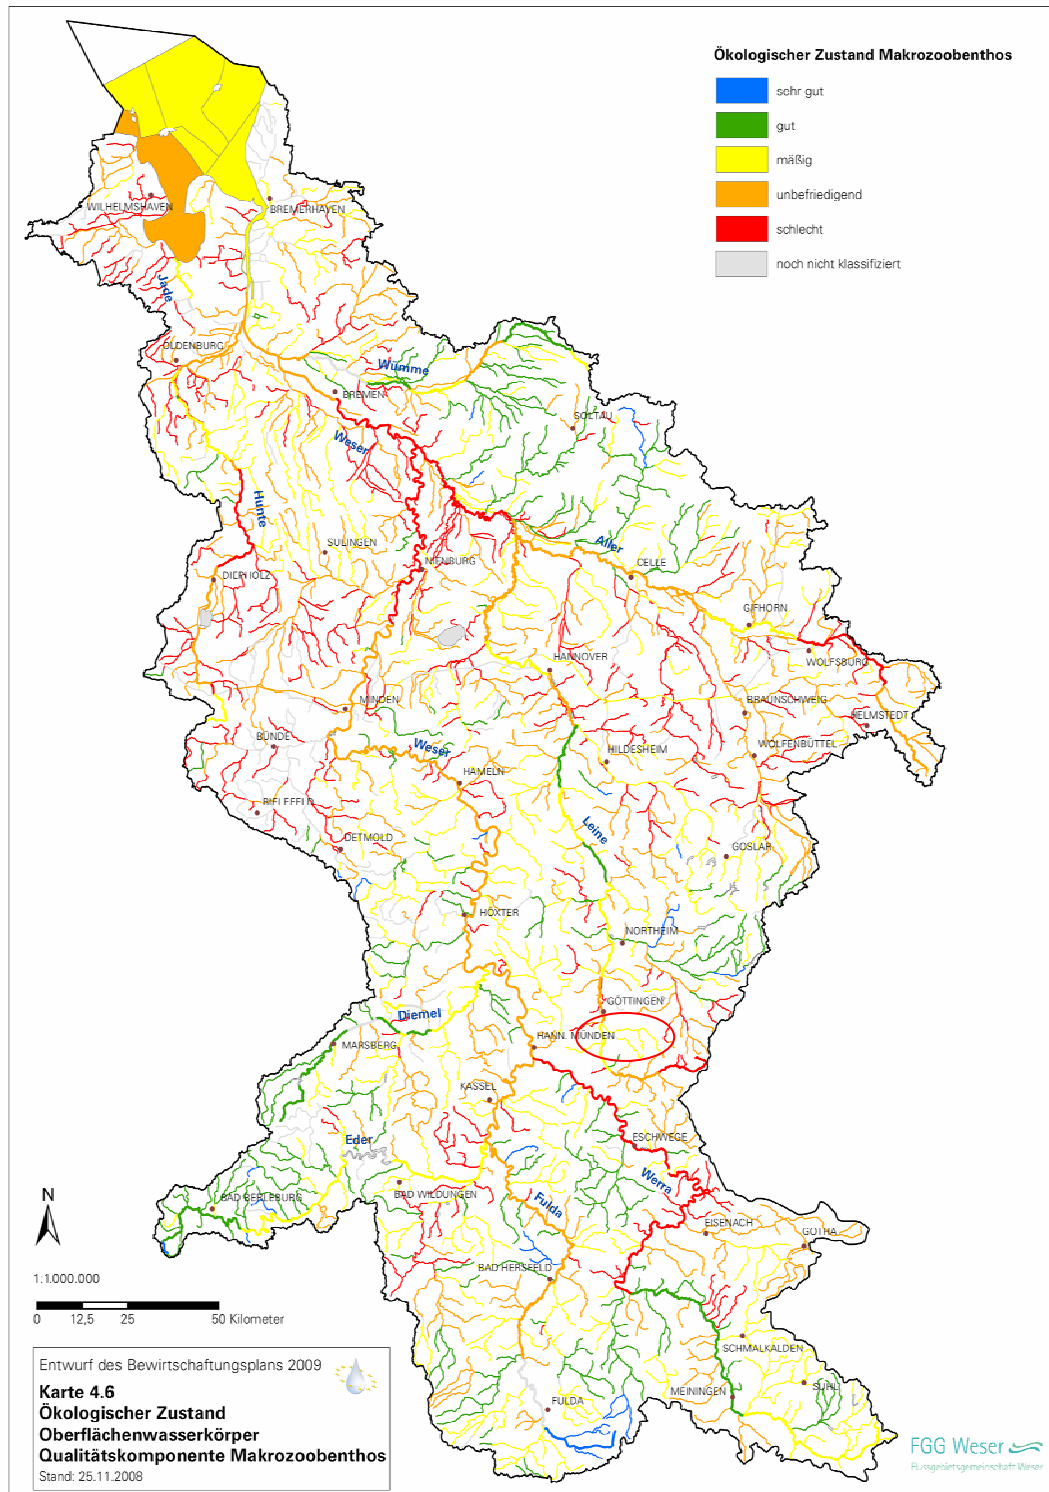 Ökologischer Zustand Makrozoobenthos
sehr gut
gut
mäßig
unbefriedigend
schlecht
noch nicht klassifiziert
WILHELMSHAVEN
BREMERHAVEN
Jade
OLDENBURG
Wümme
BREMEN
SOLTAU
Weser
Hunte
SULINGEN
Aller
NIENBURG
CELLE
DIEPHOLZ
GIFHORN
HANNOVER
WOLFSBURG
MINDEN
BRAUNSCHWEIG
HELMSTEDT
BÜNDE
Weser
HILDESHEIM
WOLFENBÜTTEL
HAMELN
BIELEFELD
Leine
DETMOLD
GOSLAR
HÖXTER
NORTHEIM
GÖTTINGEN
Diemel
HANN. MÜNDEN
MARSBERG
KASSEL
Eder
ESCHWEGE
Werra
BAD BERLEBURG
BAD WILDUNGEN
Fulda
EISENACH
GOTHA
N
BAD HERSFELD
1:1.000.000
0 12,5 25 50 Kilometer
SCHMALKALDEN
MEININGEN
SUHL
FULDA
Entwurf des Bewirtschaftungsplans 2009
Karte 4.6
Ökologischer Zustand
Oberflächenwasserkörper
Qualitätskomponente Makrozoobenthos
Stand: 25.11.2008
FGG Weser
Flussgebietsgemeinschaft Weser